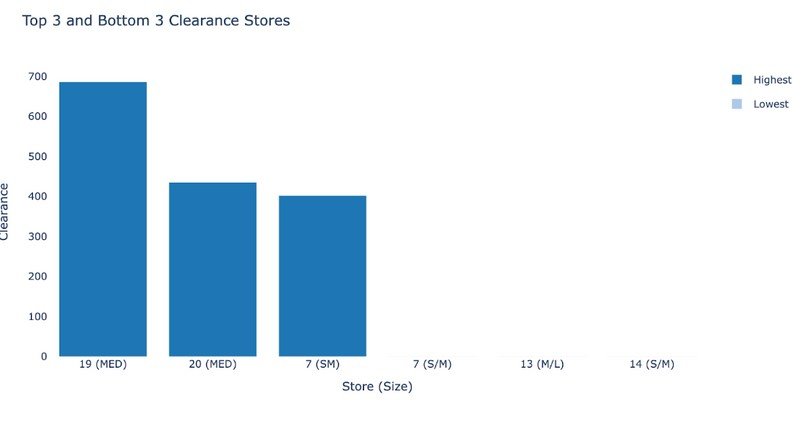 Top 3 and Bottom 3 Clearance Stores
Highest
Lowest
Clearance
700
600
500
400
300
200
100
0
19 (MED)
20 (MED)
7 (SM)
7 (S/M)
13 (M/L)
14 (S/M)
Store (Size)